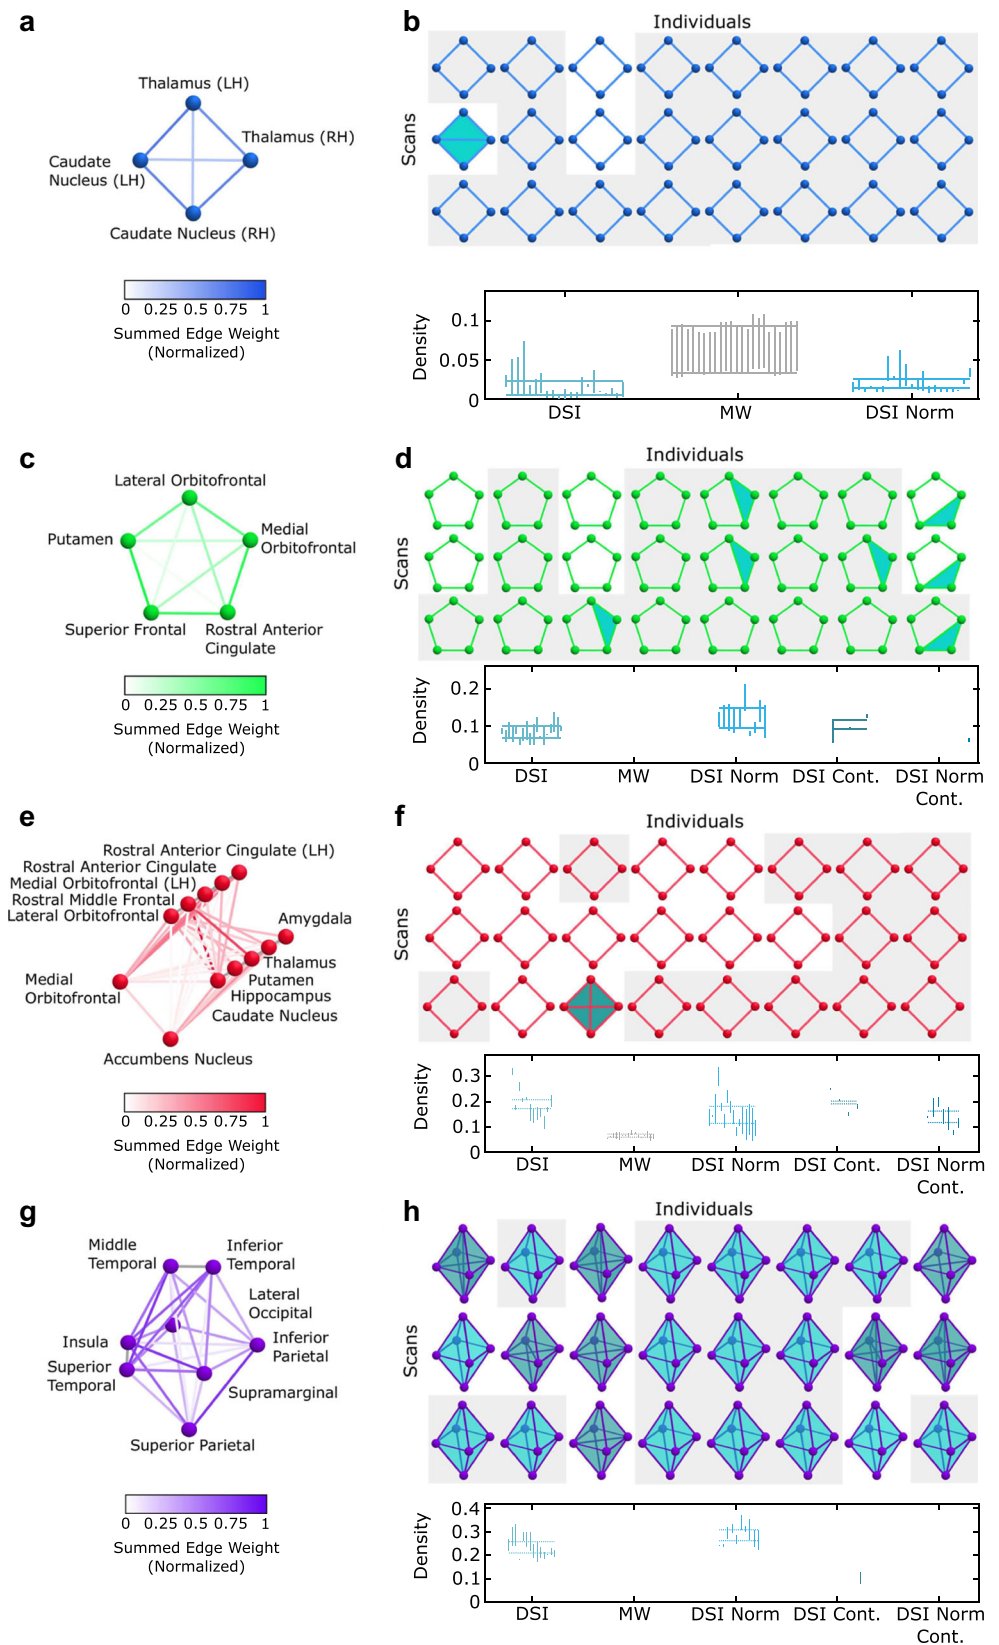 a
Thalamus (LH)
Thalamus (RH)
Caudate
Nucleus (LH)
Caudate Nucleus (RH)
0 0.25 0.5 0.75 1
Summed Edge Weight
(Normalized)
b
Individuals
Scans
Density
0.1
0.05
0
DSI MW DSI Norm
c
Lateral Orbitofrontal
Putamen
Medial
Orbitofrontal
Superior Frontal
Rostral Anterior
Cingulate
0 0.25 0.5 0.75 1
Summed Edge Weight
(Normalized)
d
Individuals
Scans
Density
0.2
0.1
0
DSI MW DSI Norm DSI Cont. DSI Norm
Cont.
e
Rostral Anterior Cingulate (LH)
Rostral Anterior Cingulate
Medial Orbitofrontal (LH)
Rostral Middle Frontal
Lateral Orbitofrontal
Amygdala
Thalamus
Putamen
Hippocampus
Caudate Nucleus
Medial
Orbitofrontal
Accumbens Nucleus
0 0.25 0.5 0.75 1
Summed Edge Weight
(Normalized)
f
Individuals
Scans
Density
0.3
0.2
0.1
0
DSI MW DSI Norm DSI Cont. DSI Norm
Cont.
g
Middle
Temporal
Inferior
Temporal
Lateral
Occipital
Insula
Inferior
Parietal
Superior
Temporal
Supramarginal
Superior Parietal
0 0.25 0.5 0.75 1
Summed Edge Weight
(Normalized)
h
Individuals
Scans
Density
0.4
0.3
0.2
0.1
0
DSI MW DSI Norm DSI Cont. DSI Norm
Cont.